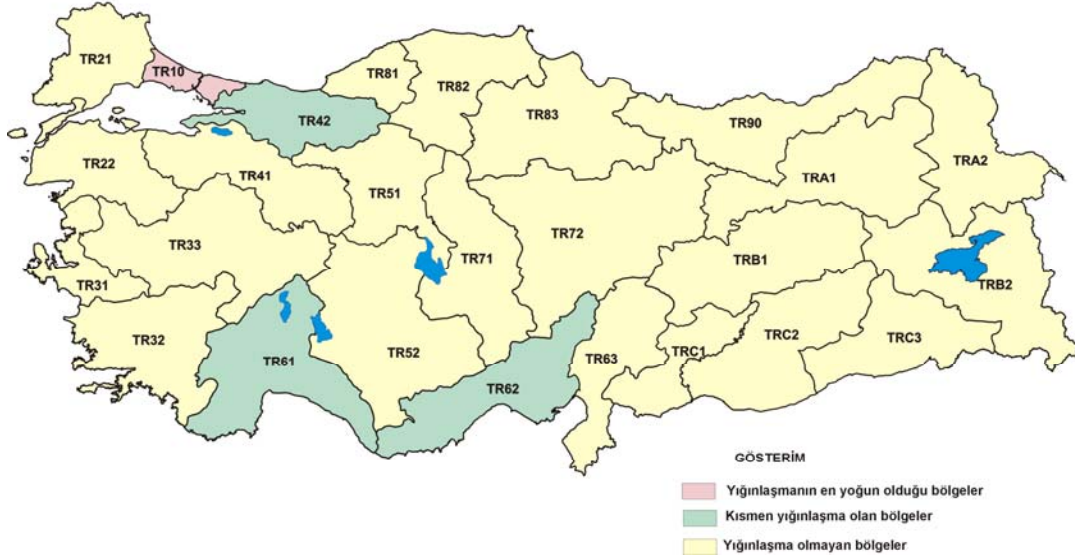 TR21
TR10
TR81
TR82
TR42
TR83
TR90
TRA2
TR22
TR41
TR51
TRA1
TR33
TR71
TR72
TRB1
TR31
TRB2
TR32
TR61
TR52
TR62
TR63
TRC1
TRC2
TRC3
GÖSTERİM
Yığınlaşmanın en yoğun olduğu bölgeler
Kısmen yığınlaşma olan bölgeler
Yığınlaşma olmayan bölgeler